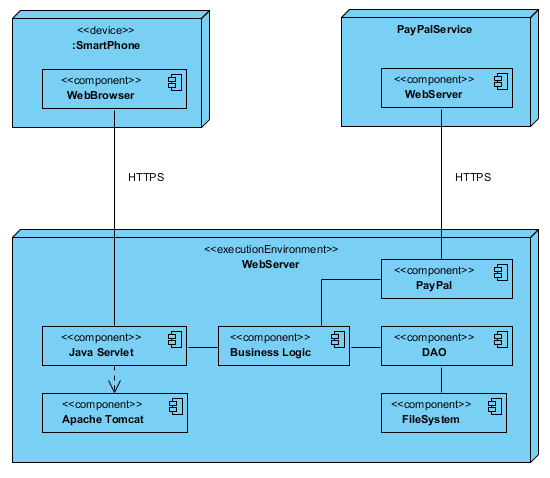 <<device>>
:SmartPhone
<<component>>
WebBrowser
PayPalService
<<component>>
WebServer
HTTPS
HTTPS
<<executionEnvironment>>
WebServer
<<component>>
PayPal
<<component>>
Java Servlet
<<component>>
Business Logic
<<component>>
DAO
<<component>>
Apache Tomcat
<<component>>
FileSystem